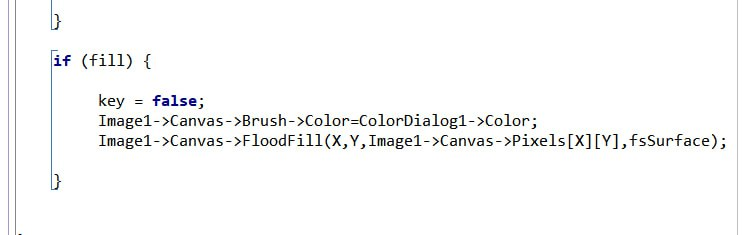 }
if (fill) {
key = false;
Image1->Canvas->Brush->Color=ColorDialog1->Color;
Image1->Canvas->FloodFill(X,Y,Image1->Canvas->Pixels[X][Y],fsSurface);
}